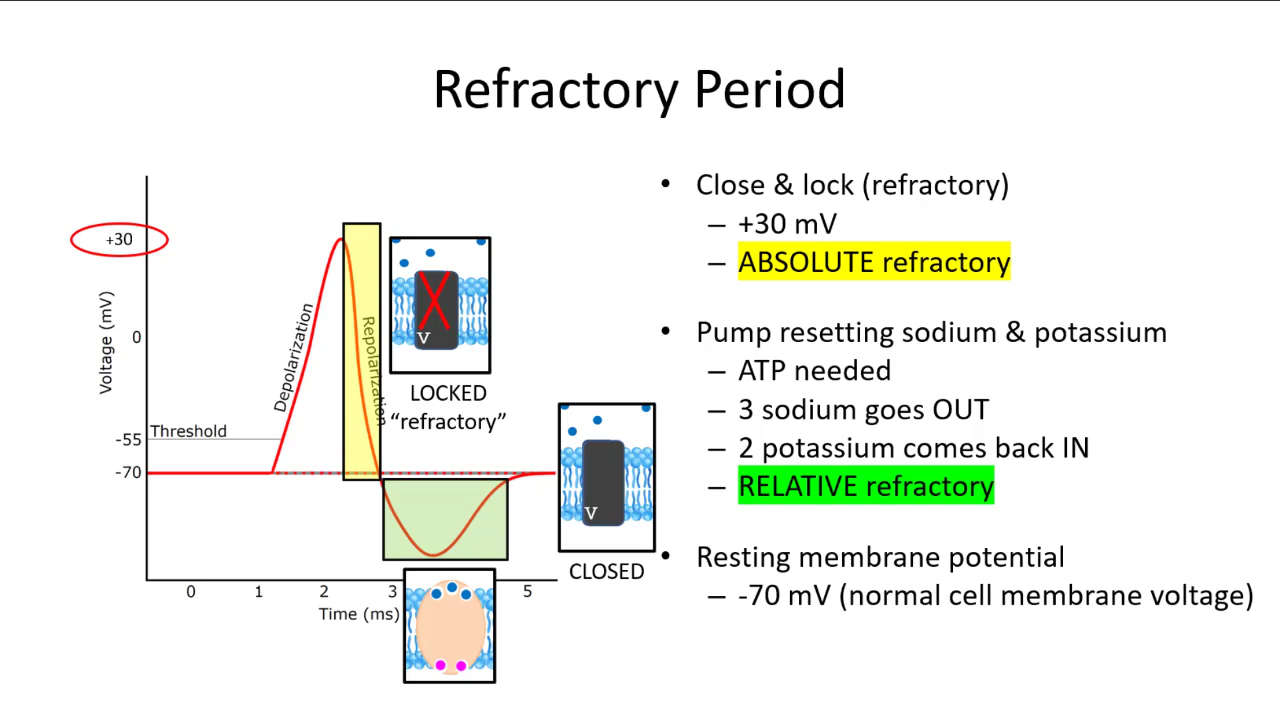 Refractory Period
+30
0
-55
-70
Voltage (mV)
Threshold
Depolarization
Repolarization
V
LOCKED
“refractory”
V
CLOSED
0
1
2
3
5
Time (ms)
• Close & lock (refractory)
– +30 mV
– ABSOLUTE refractory
• Pump resetting sodium & potassium
– ATP needed
– 3 sodium goes OUT
– 2 potassium comes back IN
– RELATIVE refractory
• Resting membrane potential
– -70 mV (normal cell membrane voltage)